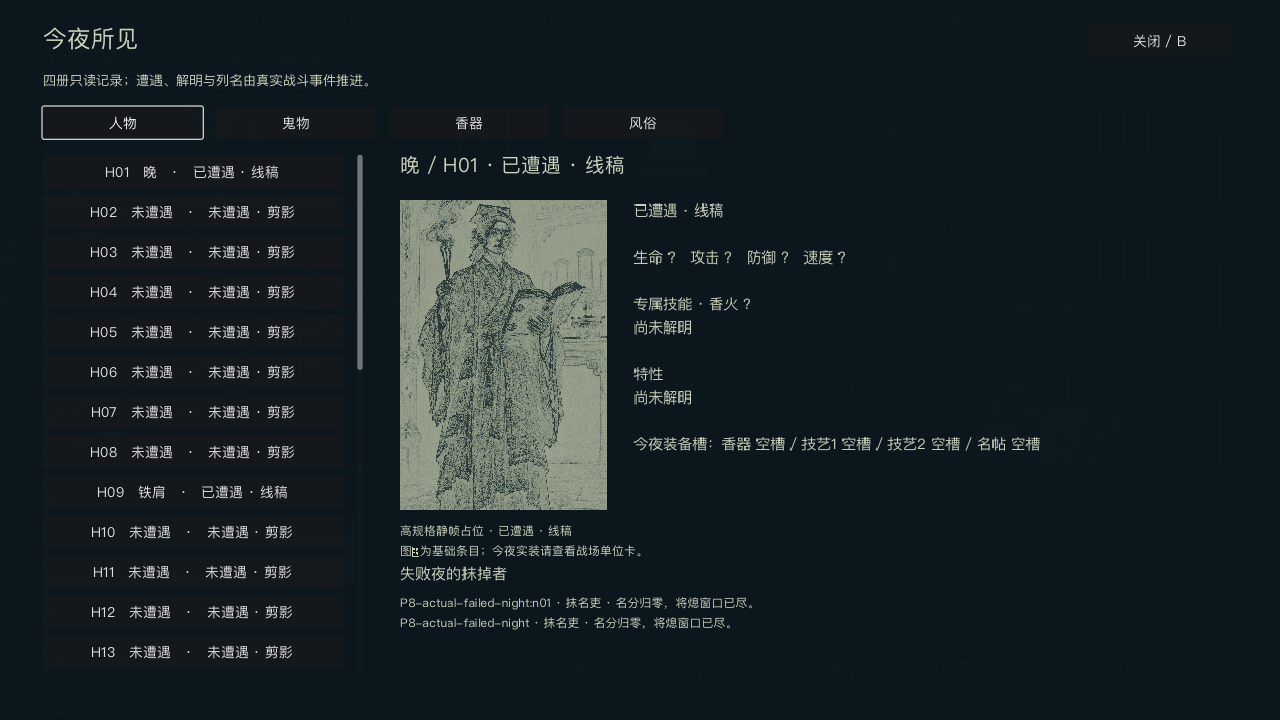 今夜所见
关闭 / B
四册只读记录；遭遇、解明与列名由真实战斗事件推进。
人物
鬼物
香器
风俗
H01 晚 · 已遭遇 · 线稿
H02 未遭遇 · 未遭遇 · 剪影
H03 未遭遇 · 未遭遇 · 剪影
H04 未遭遇 · 未遭遇 · 剪影
H05 未遭遇 · 未遭遇 · 剪影
H06 未遭遇 · 未遭遇 · 剪影
H07 未遭遇 · 未遭遇 · 剪影
H08 未遭遇 · 未遭遇 · 剪影
H09 铁肩 · 已遭遇 · 线稿
H10 未遭遇 · 未遭遇 · 剪影
H11 未遭遇 · 未遭遇 · 剪影
H12 未遭遇 · 未遭遇 · 剪影
H13 未遭遇 · 未遭遇 · 剪影
晚 / H01 · 已遭遇 · 线稿
已遭遇 · 线稿
生命？ 攻击？ 防御？ 速度？
专属技能 · 香火？
尚未解明
特性
尚未解明
今夜装备槽：香器 空槽 / 技艺1 空槽 / 技艺2 空槽 / 名帖 空槽
高规格静帧占位 · 已遭遇 · 线稿
图为基础条目；今夜实装请查看战场单位卡。
失败夜的抹掉者
P8-actual-failed-night:n01 · 抹名吏 · 名分归零，将熄窗口已尽。
P8-actual-failed-night · 抹名吏 · 名分归零，将熄窗口已尽。